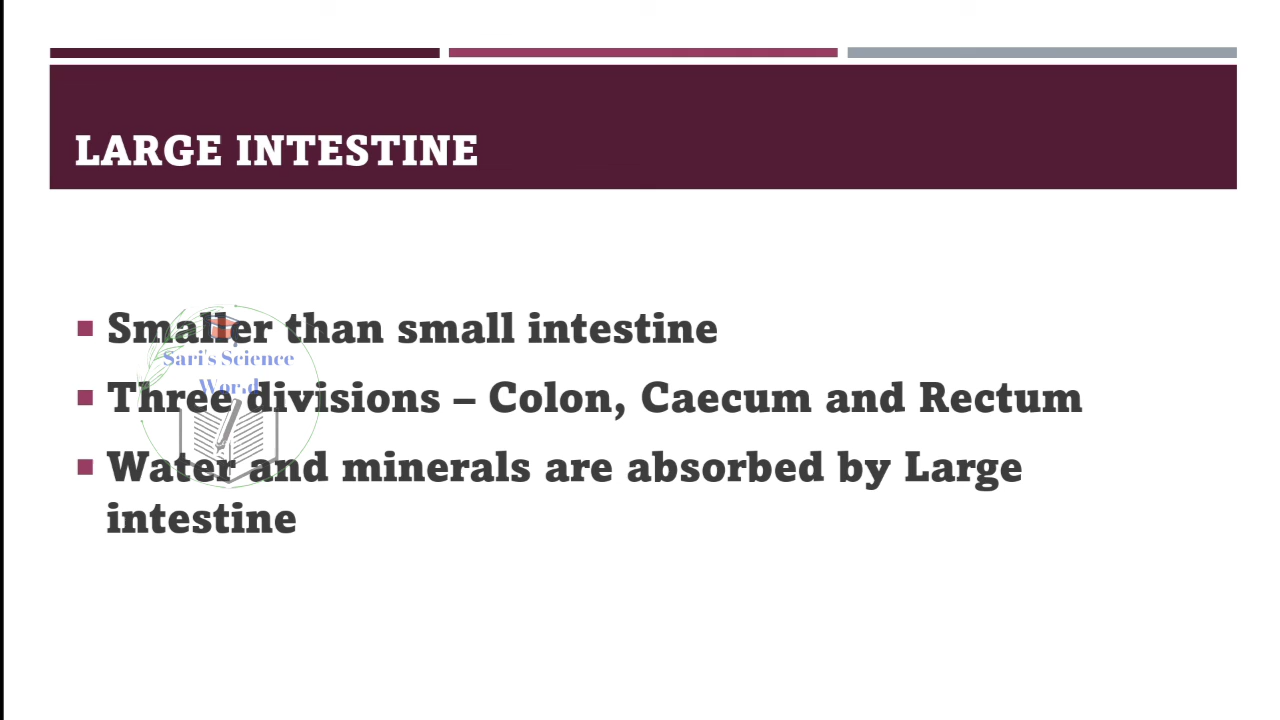 LARGE INTESTINE
Smaller than small intestine
Sari's Science
World
Three divisions – Colon, Caecum and Rectum
Water and minerals are absorbed by Large
intestine